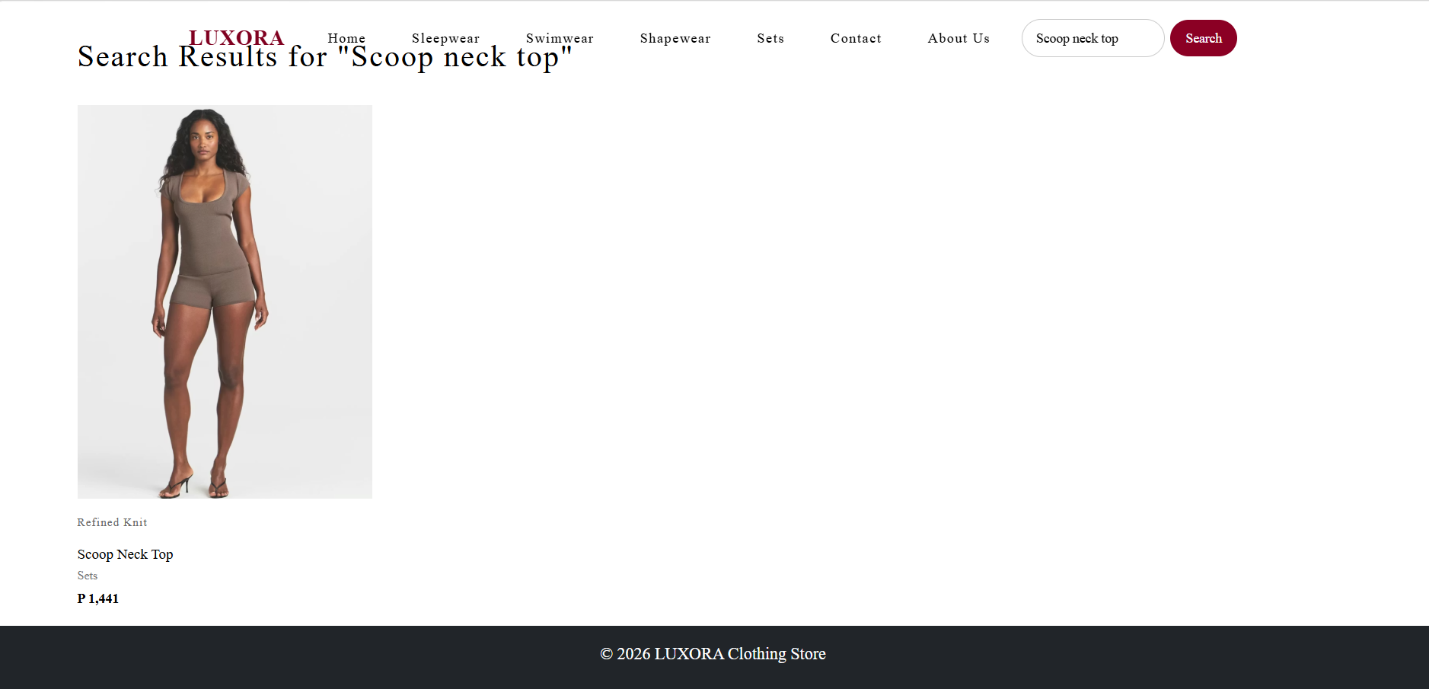 LUXORA Home Sleepwear Swimwear Shapewear Sets Contact About Us Scoop neck top Search
Search Results for "Scoop neck top"
Refined Knit
Scoop Neck Top
Sets
P 1,441
© 2026 LUXORA Clothing Store